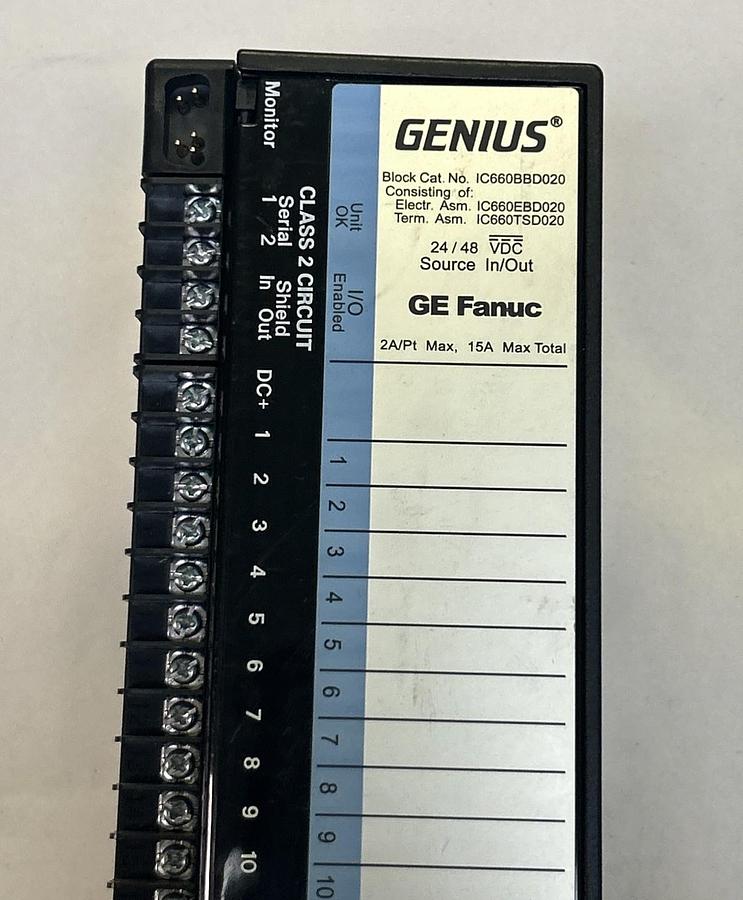 GENIUS®
Block Cat. No. IC660BBD020
Consisting of:
Electr. Asm. IC660EBD020
Term. Asm. IC660TSD020
24 / 48 VDC
Source In/Out
GE Fanuc
2A/Pt Max, 15A Max Total
Monitor
CLASS 2 CIRCUIT
Serial Shield
1 2 In Out
DC+
1
2
3
4
5
6
7
8
9
10
Unit
OK
I/O
Enabled
1
2
3
4
5
6
7
8
9
10